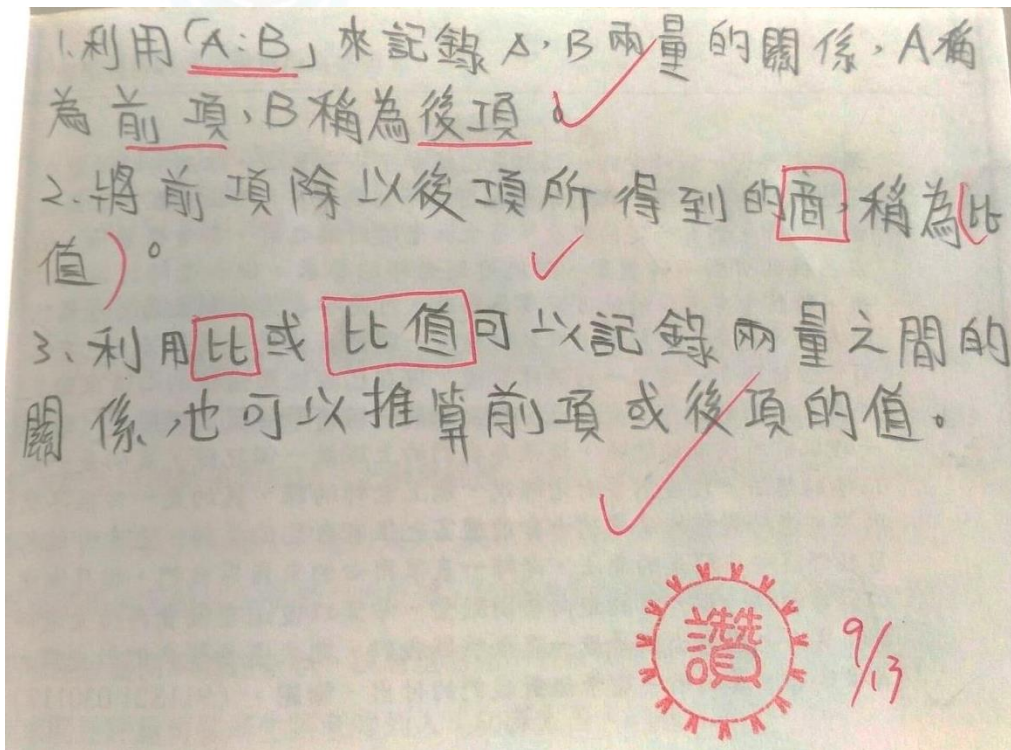 1.利用「A:B」來記錄A,B兩量的關係,A稱
為前項,B稱為後項。
2.將前項除以後項所得到的商,稱為(比
值)。
3、利用比或比值可以記錄兩量之間的
關係,也可以推算前項或後項的值。
讚
9/13